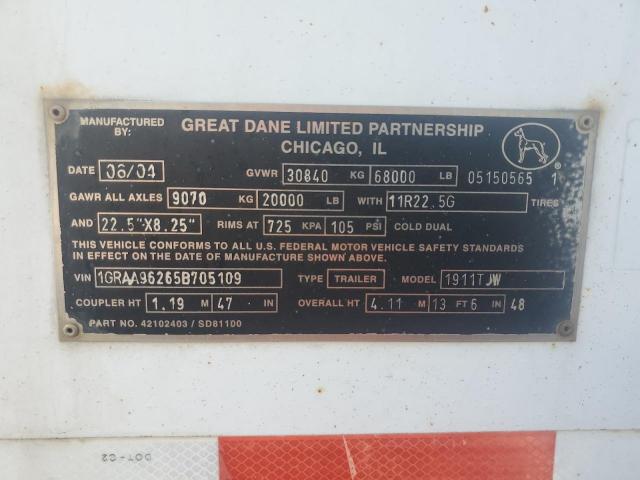 MANUFACTURED BY: GREAT DANE LIMITED PARTNERSHIP
CHICAGO, IL
DATE 06/04 GVWR 30840 KG 68000 LB 05150565 1
GAWR ALL AXLES 9070 KG 20000 LB WITH 11R22.5G TIRES
AND 22.5"X8.25" RIMS AT 725 KPA 105 PSI COLD DUAL
THIS VEHICLE CONFORMS TO ALL U.S. FEDERAL MOTOR VEHICLE SAFETY STANDARDS
IN EFFECT ON THE DATE OF MANUFACTURE SHOWN ABOVE.
VIN 1GRAA96265B705109 TYPE TRAILER MODEL 1911TJW
COUPLER HT 1.19 M 47 IN OVERALL HT 4.11 M 13 FT 6 IN 48
PART NO. 42102403 / SD81100
DOT-C2